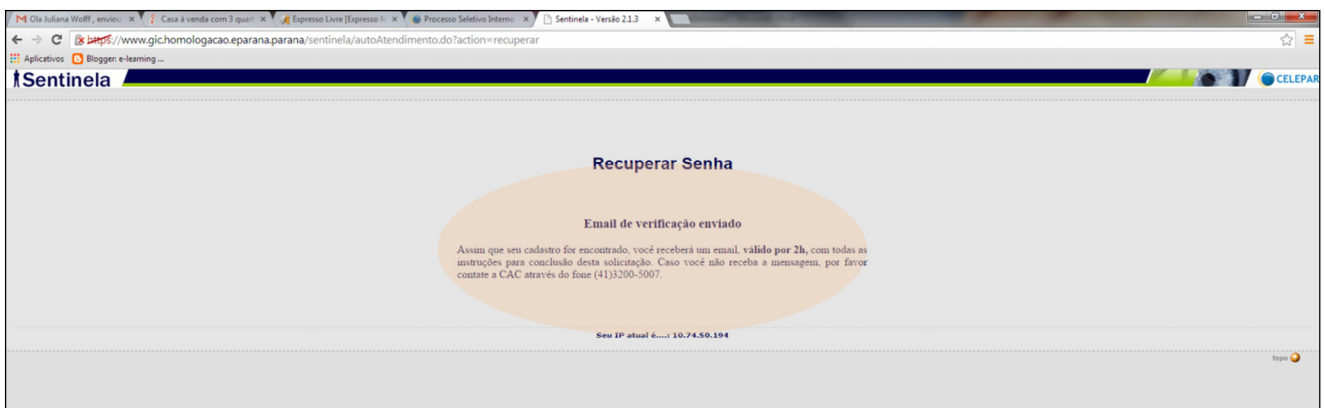 Ola Juliana Wolff , enviou
Casa à venda com 3 quart
Expresso Livre [Expresso M
Processo Seletivo Interno
Sentinela - Versão 2.1.3
https://www.gic.homologacao.eparana.parana/sentinela/autoAtendimento.do?action=recuperar
Aplicativos
Blogger: e-learning ...
Sentinela
CELEPAR
Recuperar Senha
Email de verificação enviado
Assim que seu cadastro for encontrado, você receberá um email, válido por 2h, com todas as
instruções para conclusão desta solicitação. Caso você não receba a mensagem, por favor
contate a CAC através do fone (41)3200-5007.
Seu IP atual é....: 10.74.50.194
topo